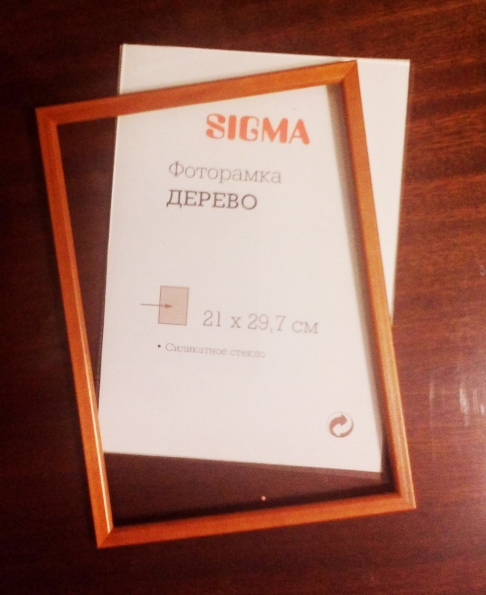 SIGMA
Фоторамка
ДЕРЕВО
21 x 29,7 см
• Силикатное стекло